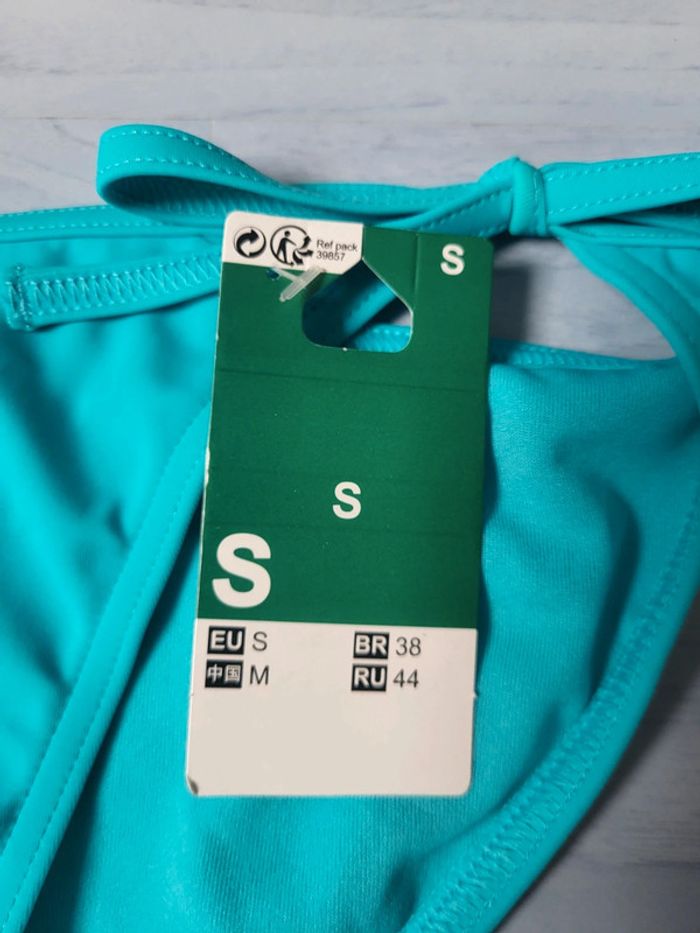 Ref pack
39857
S
S
S
EU S
BR 38
中国 M
RU 44